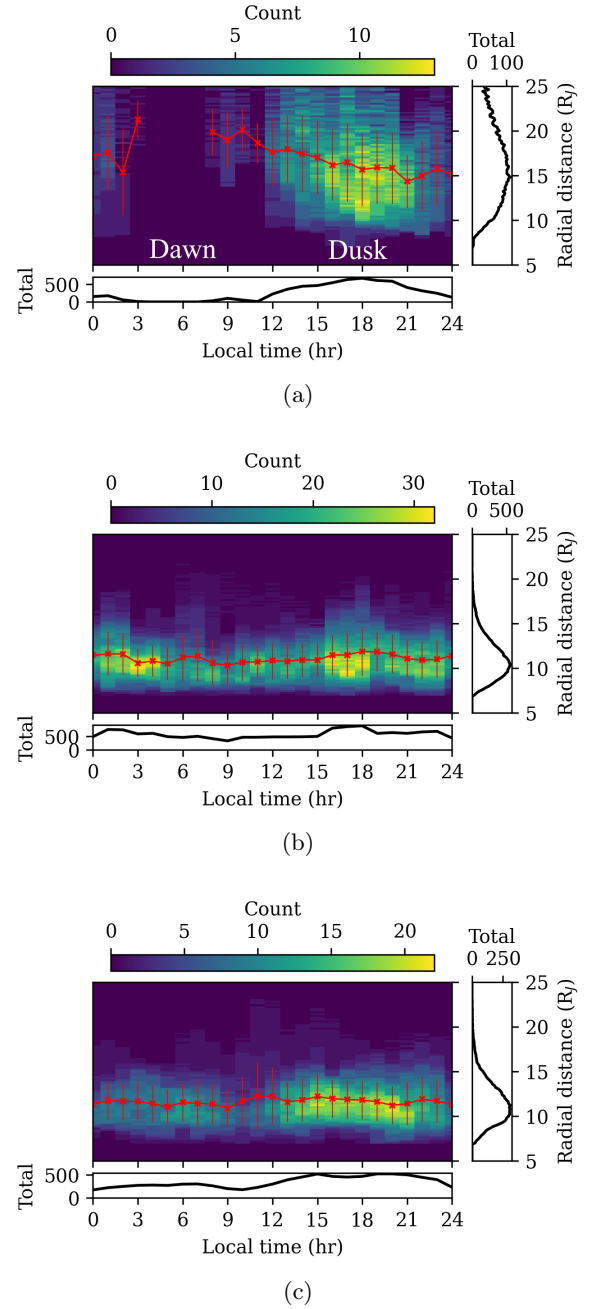 Count
0 5 10
Total
0 100
25
20
15
10
5
Radial distance (RJ)
Dawn Dusk
Total
500
0
0 3 6 9 12 15 18 21 24
Local time (hr)
(a)
Count
0 10 20 30
Total
0 500
25
20
15
10
5
Radial distance (RJ)
Total
500
0
0 3 6 9 12 15 18 21 24
Local time (hr)
(b)
Count
0 5 10 15 20
Total
0 250
25
20
15
10
5
Radial distance (RJ)
Total
500
0
0 3 6 9 12 15 18 21 24
Local time (hr)
(c)